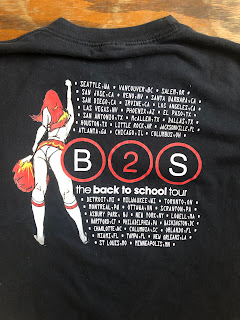 SEATTLE,WA • VANCOUVER,BC • SALEM,OR
SAN JOSE,CA • RENO,NV • SANTA BARBARA,CA
SAN DIEGO,CA • IRVINE,CA • LOS ANGELES,CA
LAS VEGAS,NV • PHOENIX,AZ • EL PASO,TX
SAN ANTONIO,TX • McALLEN,TX • DALLAS,TX
HOUSTON,TX • LITTLE ROCK,AR • JACKSONVILLE,FL
ATLANTA,GA • CHICAGO,IL • COLUMBUS,OH
B2S
the back to school tour
DETROIT,MI • MILWAUKEE,WI • TORONTO,ON
MONTREAL,PQ • OTTAWA,ON • SCRANTON,PA
ASBURY PARK,NJ • NEW YORK,NY • LOWELL,MA
HARTFORD,CT • PHILADELPHIA,PA • WASHINGTON,DC
CHARLOTTE,NC • COLUMBIA,SC • ORLANDO,FL
MIAMI,FL • TAMPA,FL • NEW ORLEANS,LA
ST LOUIS,MO • MINNEAPOLIS,MN